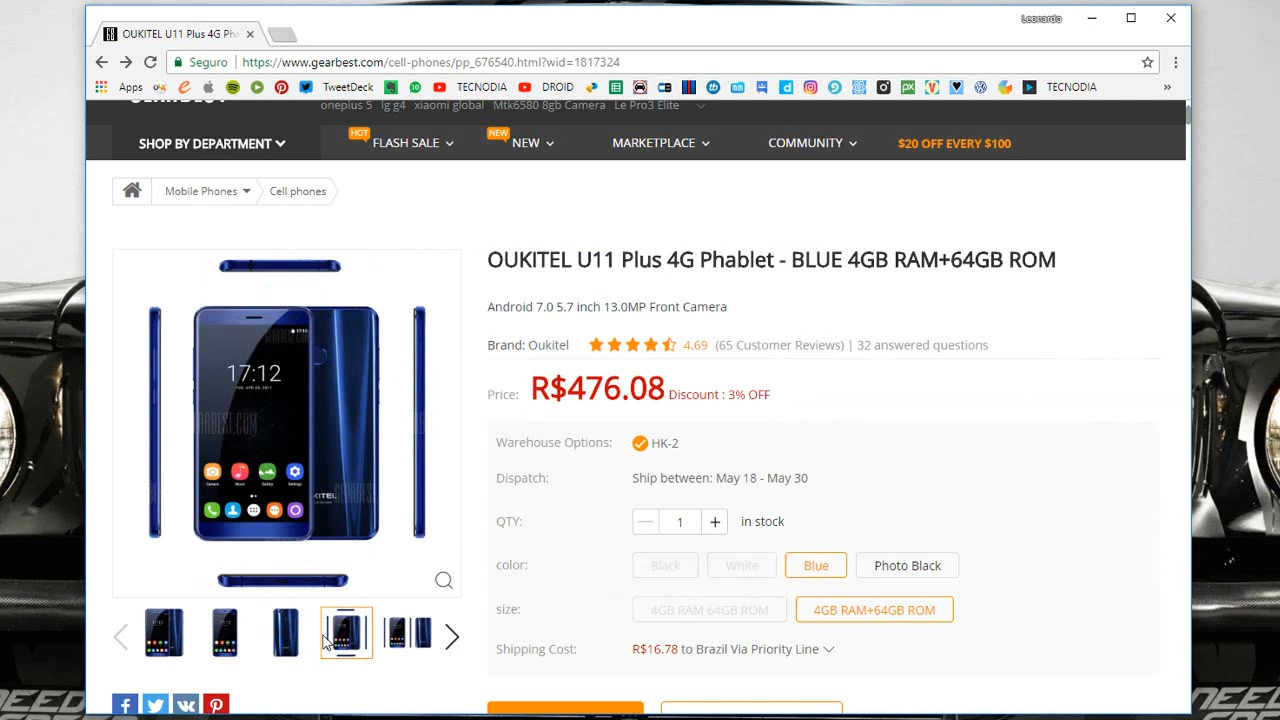 Leonardo
OUKITEL U11 Plus 4G Pha
Seguro
https://www.gearbest.com/cell-phones/pp_676540.html?wid=1817324
Apps
TweetDeck
TECNODIA
DROID
TECNODIA
»
oneplus 5 lg g4 xiaomi global Mtk6580 8gb Camera Le Pro3 Elite
SHOP BY DEPARTMENT
HOT
FLASH SALE
NEW
NEW
MARKETPLACE
COMMUNITY
$20 OFF EVERY $100
Mobile Phones
Cell phones
OUKITEL U11 Plus 4G Phablet - BLUE 4GB RAM+64GB ROM
Android 7.0 5.7 inch 13.0MP Front Camera
Brand: Oukitel
4.69 (65 Customer Reviews) | 32 answered questions
Price: R$476.08 Discount : 3% OFF
17:12
Warehouse Options: HK-2
Dispatch: Ship between: May 18 - May 30
QTY: 1 in stock
color: Black White Blue Photo Black
size: 4GB RAM 64GB ROM 4GB RAM+64GB ROM
Shipping Cost: R$16.78 to Brazil Via Priority Line